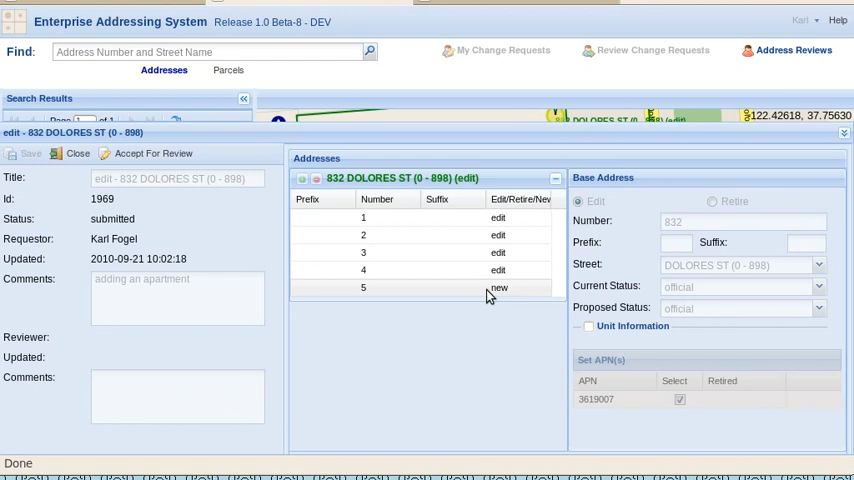 Enterprise Addressing System Release 1.0 Beta-8 - DEV Karl Help
Find: Address Number and Street Name My Change Requests Review Change Requests Address Reviews
Addresses Parcels
Search Results
Page 1 of 1
-122.42618, 37.75630
edit - 832 DOLORES ST (0 - 898)
Save Close Accept For Review
Title: edit - 832 DOLORES ST (0 - 898)
Id: 1969
Status: submitted
Requestor: Karl Fogel
Updated: 2010-09-21 10:02:18
Comments: adding an apartment
Reviewer:
Updated:
Comments:
Addresses
832 DOLORES ST (0 - 898) (edit)
Prefix Number Suffix Edit/Retire/New
1 edit
2 edit
3 edit
4 edit
5 new
Base Address
Edit Retire
Number: 832
Prefix: Suffix:
Street: DOLORES ST (0 - 898)
Current Status: official
Proposed Status: official
Unit Information
Set APN(s)
APN Select Retired
3619007
Done